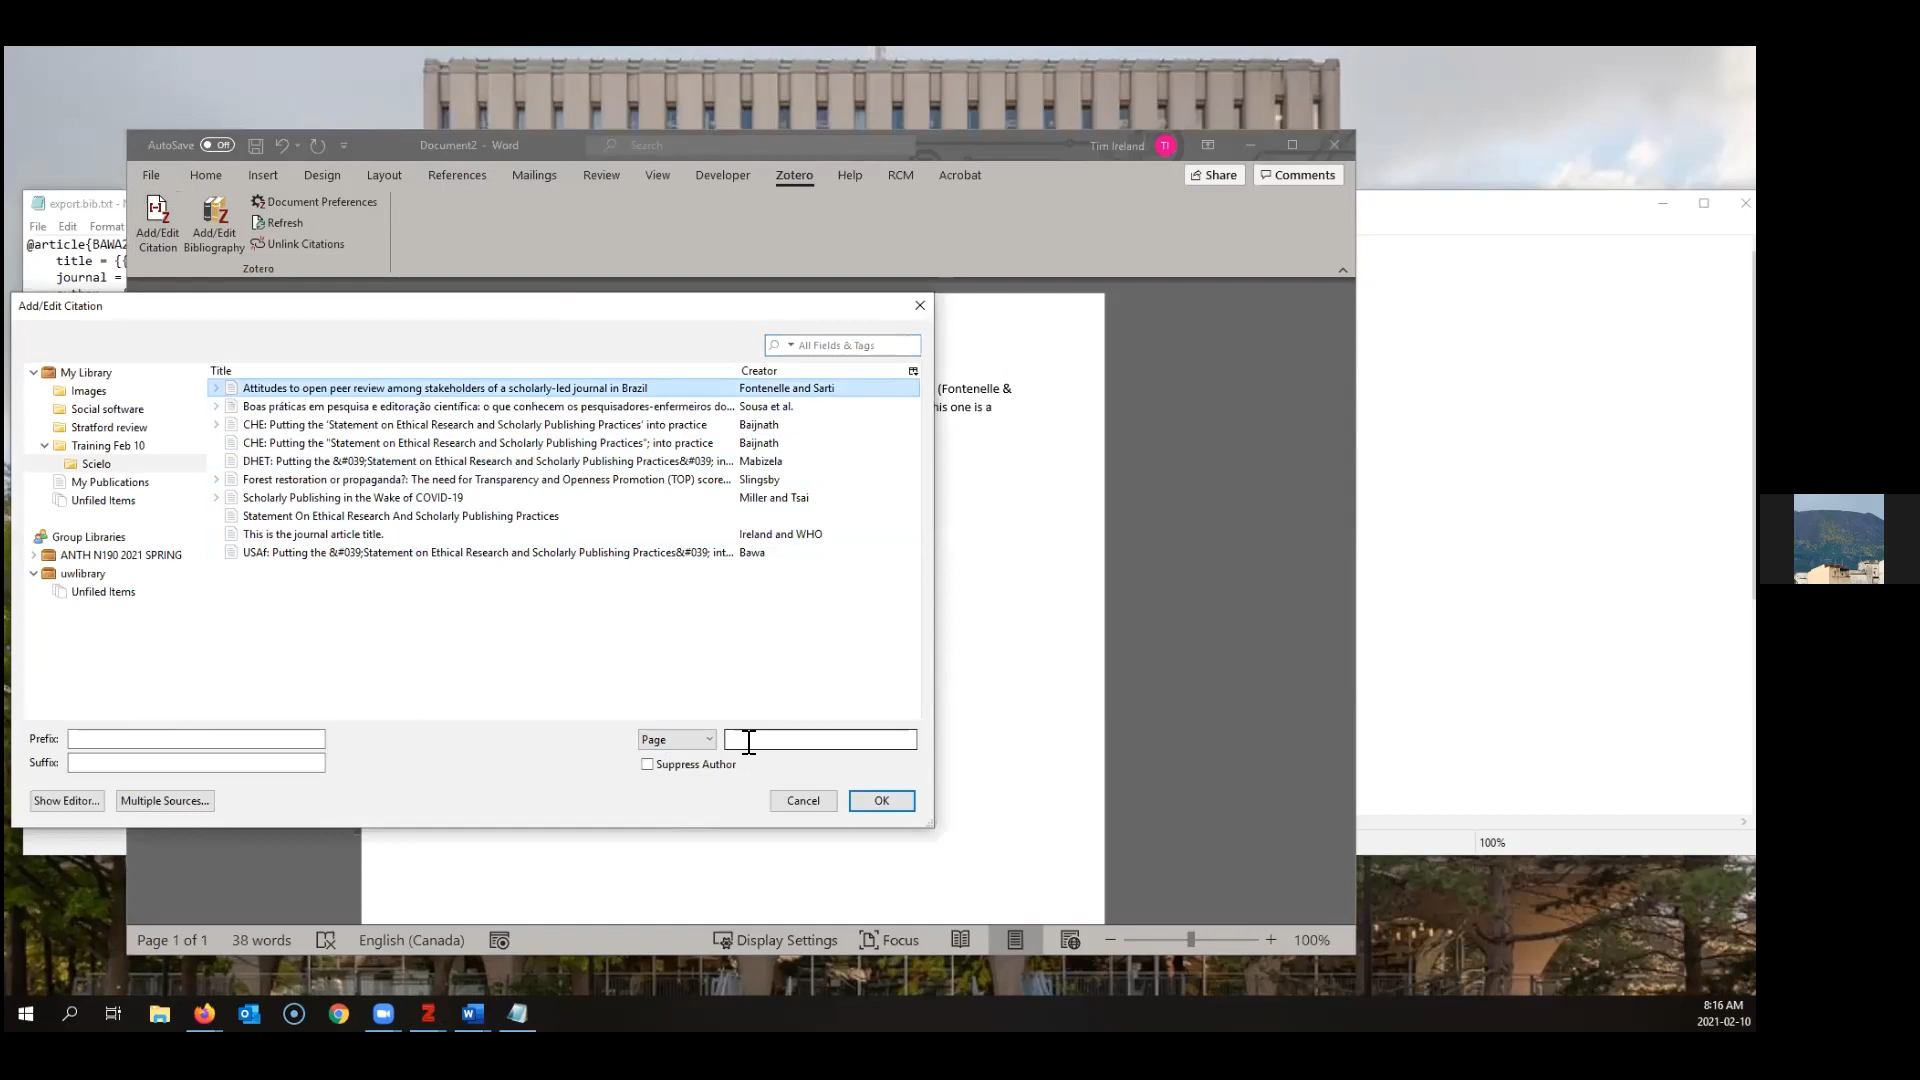 AutoSave Off Document2 - Word Search Tim Ireland TI
File Home Insert Design Layout References Mailings Review View Developer Zotero Help RCM Acrobat Share Comments
Add/Edit Citation
Add/Edit Bibliography
Document Preferences
Refresh
Unlink Citations
Zotero
export.bib.txt -
File Edit Format
@article{BAWA2
title = {{
journal =
Add/Edit Citation
All Fields & Tags
My Library
Images
Social software
Stratford review
Training Feb 10
Scielo
My Publications
Unfiled Items
Group Libraries
ANTH N190 2021 SPRING
uwlibrary
Unfiled Items
Title Creator
Attitudes to open peer review among stakeholders of a scholarly-led journal in Brazil Fontenelle and Sarti
Boas práticas em pesquisa e editoração científica: o que conhecem os pesquisadores-enfermeiros do... Sousa et al.
CHE: Putting the ‘Statement on Ethical Research and Scholarly Publishing Practices’ into practice Baijnath
CHE: Putting the "Statement on Ethical Research and Scholarly Publishing Practices"; into practice Baijnath
DHET: Putting the &#039;Statement on Ethical Research and Scholarly Publishing Practices&#039; in... Mabizela
Forest restoration or propaganda?: The need for Transparency and Openness Promotion (TOP) score... Slingsby
Scholarly Publishing in the Wake of COVID-19 Miller and Tsai
Statement On Ethical Research And Scholarly Publishing Practices
This is the journal article title. Ireland and WHO
USAf: Putting the &#039;Statement on Ethical Research and Scholarly Publishing Practices&#039; int... Bawa
(Fontenelle &
his one is a
Prefix: Page
Suffix: Suppress Author
Show Editor... Multiple Sources... Cancel OK
100%
Page 1 of 1 38 words English (Canada) Display Settings Focus 100%
8:16 AM
2021-02-10